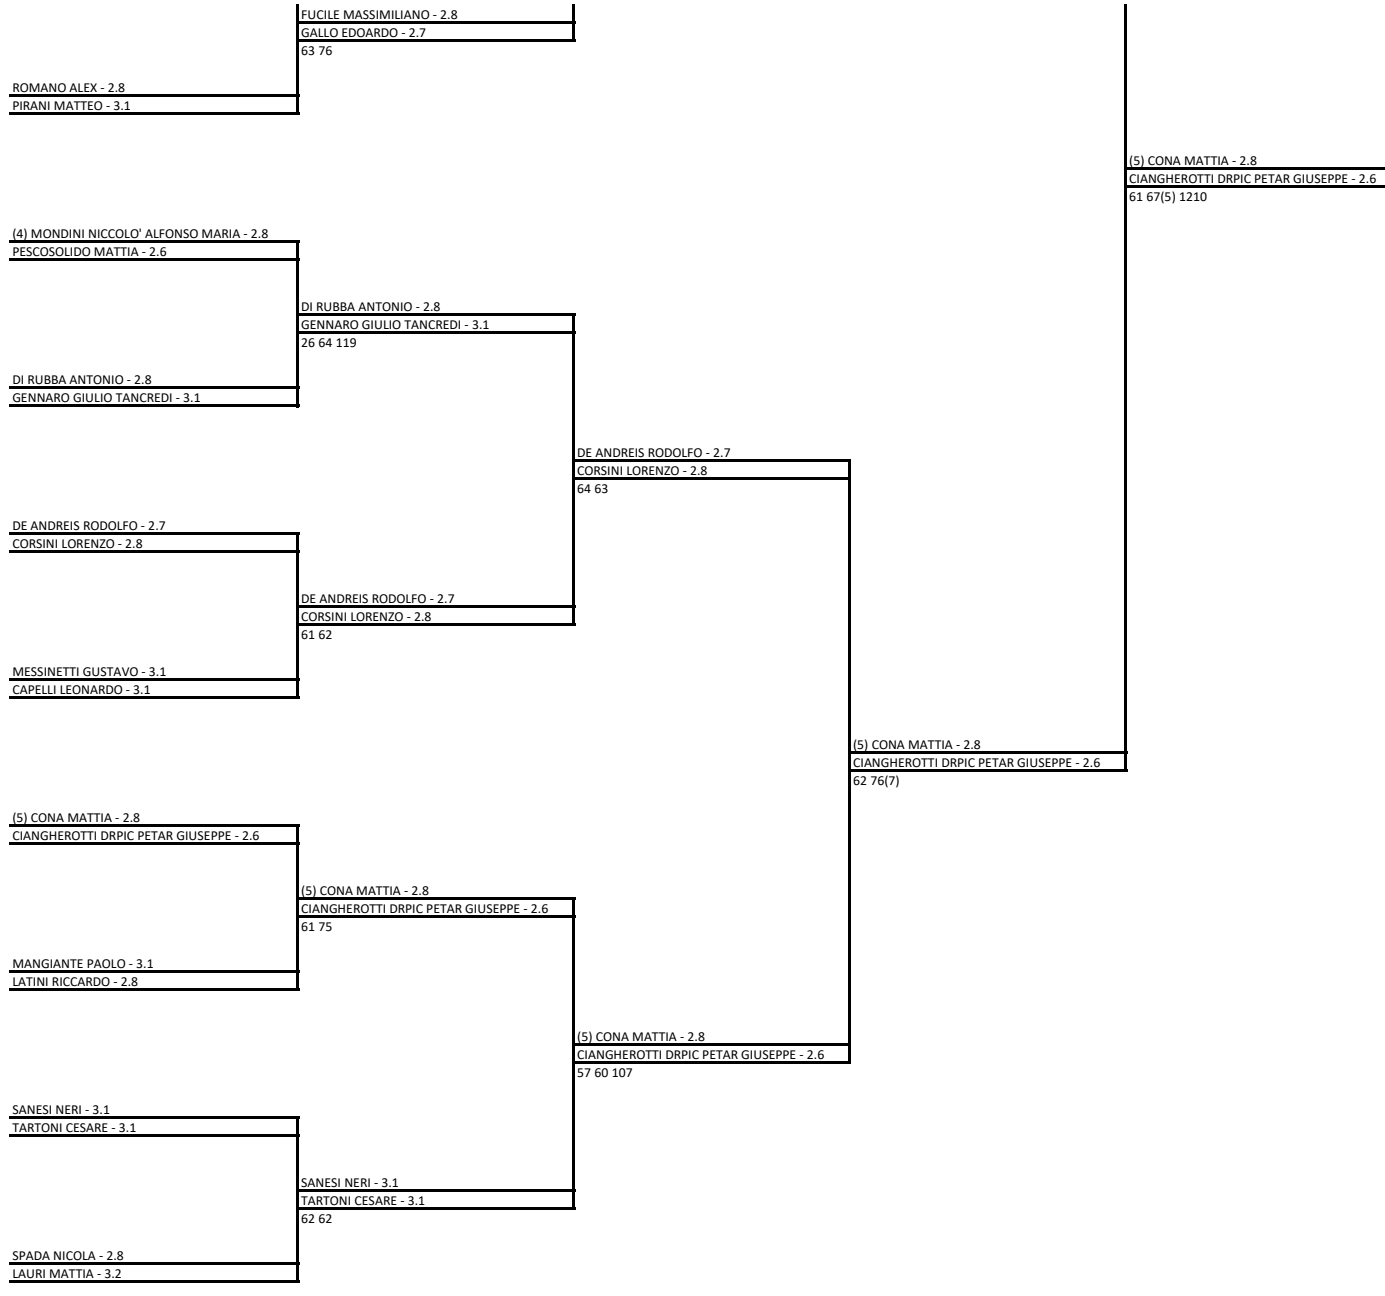 FUCILE MASSIMILIANO - 2.8
GALLO EDOARDO - 2.7
63 76
ROMANO ALEX - 2.8
PIRANI MATTEO - 3.1
(5) CONA MATTIA - 2.8
CIANGHEROTTI DRPIC PETAR GIUSEPPE - 2.6
61 67(5) 1210
(4) MONDINI NICCOLO' ALFONSO MARIA - 2.8
PESCOSOLIDO MATTIA - 2.6
DI RUBBA ANTONIO - 2.8
GENNARO GIULIO TANCREDI - 3.1
26 64 119
DI RUBBA ANTONIO - 2.8
GENNARO GIULIO TANCREDI - 3.1
DE ANDREIS RODOLFO - 2.7
CORSINI LORENZO - 2.8
64 63
DE ANDREIS RODOLFO - 2.7
CORSINI LORENZO - 2.8
DE ANDREIS RODOLFO - 2.7
CORSINI LORENZO - 2.8
61 62
MESSINETTI GUSTAVO - 3.1
CAPELLI LEONARDO - 3.1
(5) CONA MATTIA - 2.8
CIANGHEROTTI DRPIC PETAR GIUSEPPE - 2.6
62 76(7)
(5) CONA MATTIA - 2.8
CIANGHEROTTI DRPIC PETAR GIUSEPPE - 2.6
(5) CONA MATTIA - 2.8
CIANGHEROTTI DRPIC PETAR GIUSEPPE - 2.6
61 75
MANGIANTE PAOLO - 3.1
LATINI RICCARDO - 2.8
(5) CONA MATTIA - 2.8
CIANGHEROTTI DRPIC PETAR GIUSEPPE - 2.6
57 60 107
SANESI NERI - 3.1
TARTONI CESARE - 3.1
SANESI NERI - 3.1
TARTONI CESARE - 3.1
62 62
SPADA NICOLA - 2.8
LAURI MATTIA - 3.2